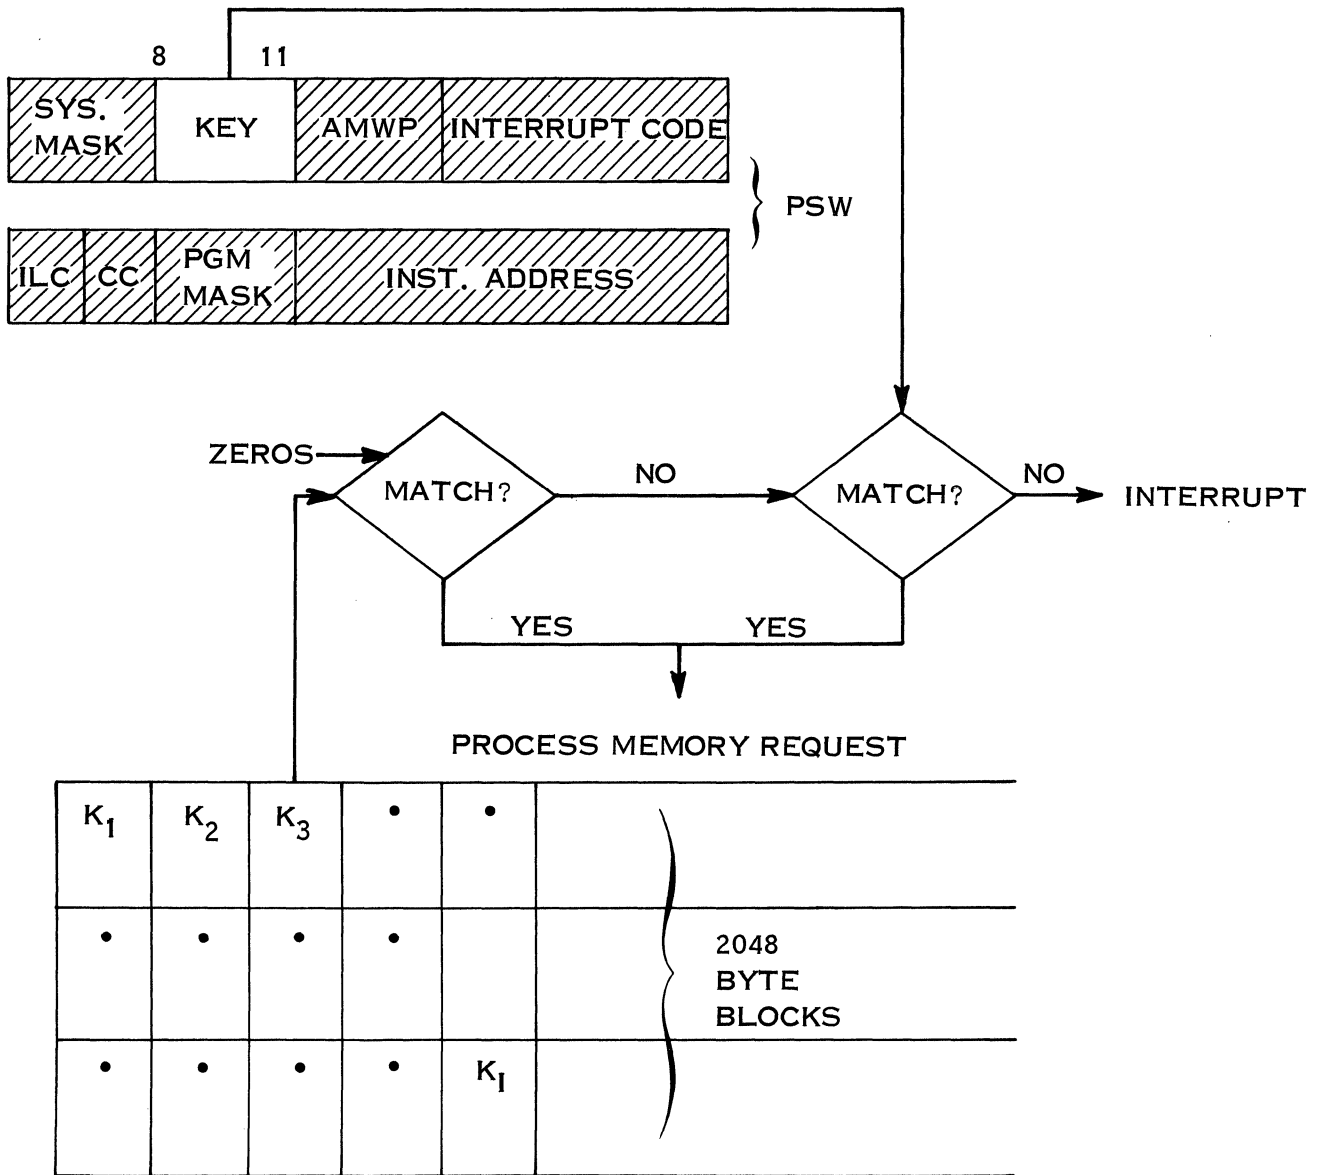 8 11
SYS.
MASK
KEY
AMWP
INTERRUPT CODE
PSW
ILC
CC
PGM
MASK
INST. ADDRESS
ZEROS
MATCH?
NO
MATCH?
NO
INTERRUPT
YES
YES
PROCESS MEMORY REQUEST
K1
K2
K3
2048
BYTE
BLOCKS
KI